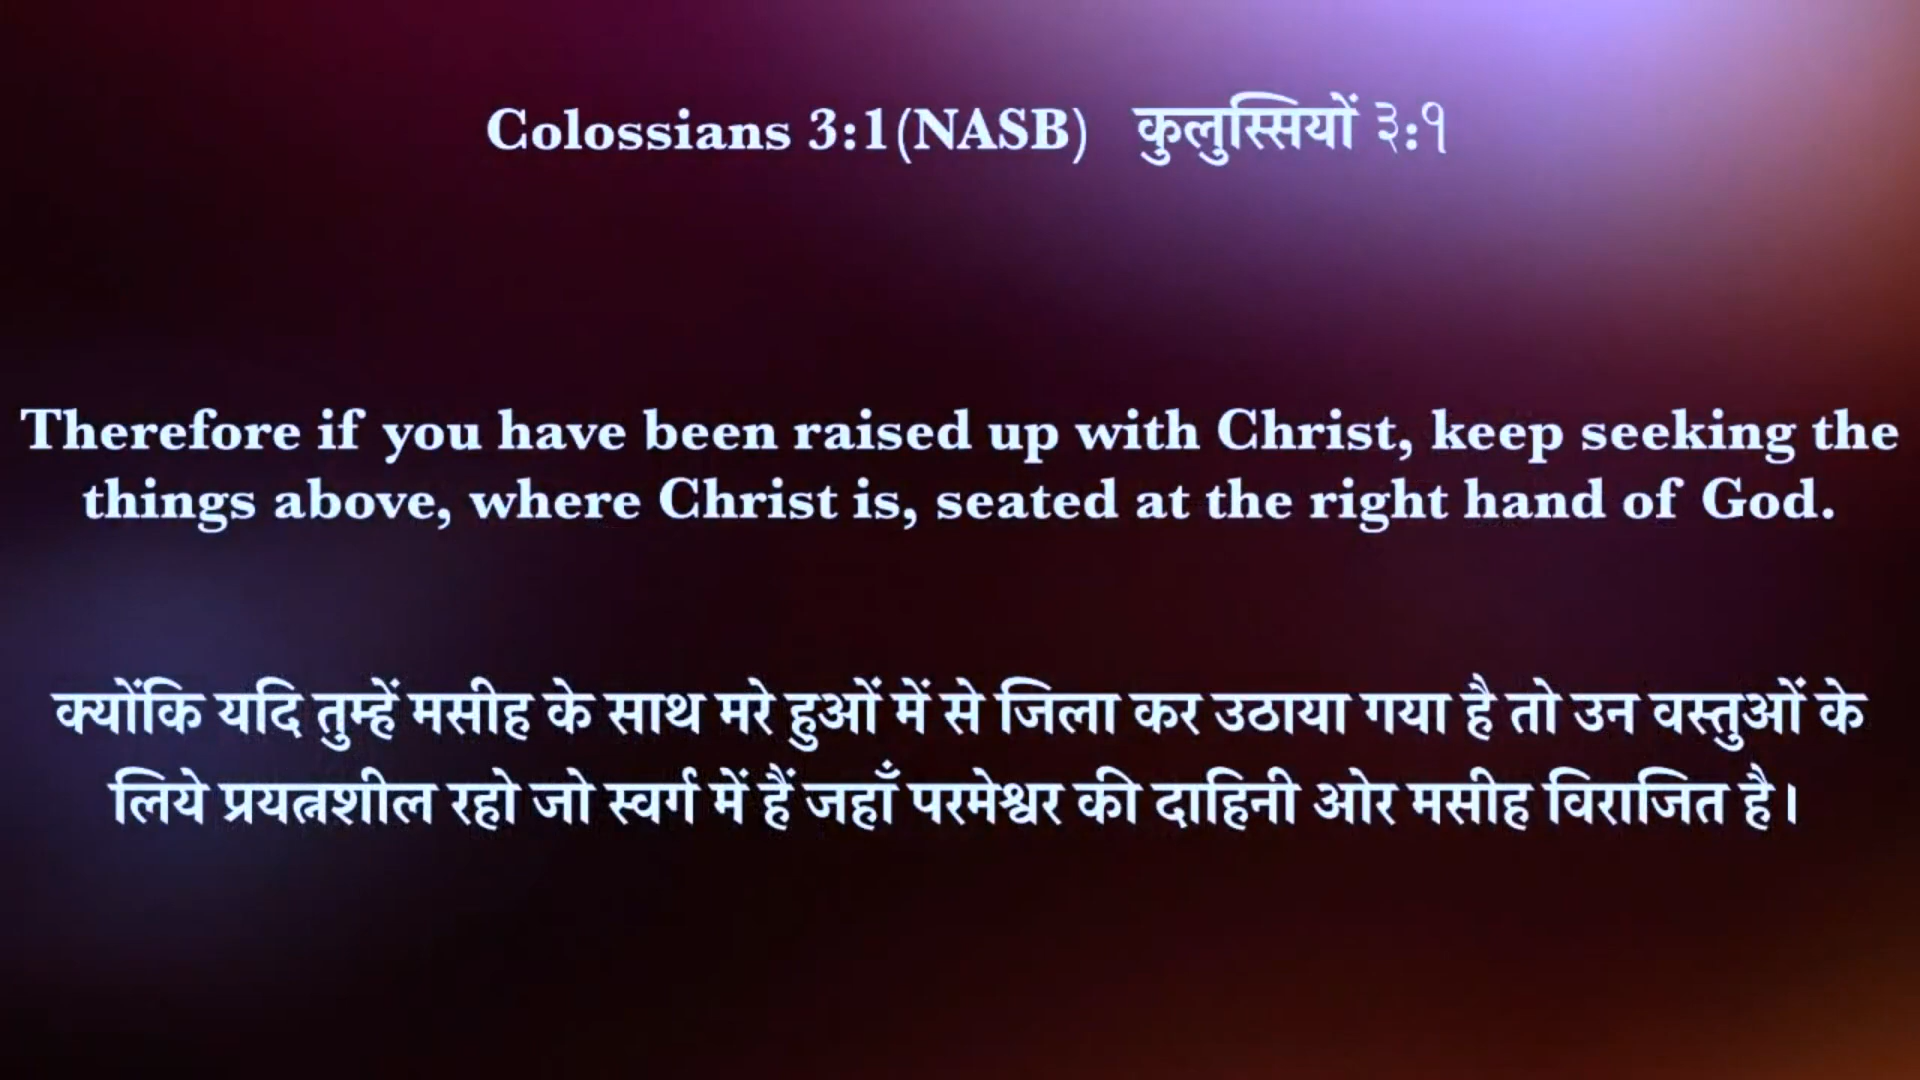 Colossians 3:1(NASB) कुलुस्सियों ३:१
Therefore if you have been raised up with Christ, keep seeking the
things above, where Christ is, seated at the right hand of God.
क्योंकि यदि तुम्हें मसीह के साथ मरे हुओं में से जिला कर उठाया गया है तो उन वस्तुओं के
लिये प्रयत्नशील रहो जो स्वर्ग में हैं जहाँ परमेश्वर की दाहिनी ओर मसीह विराजित है।